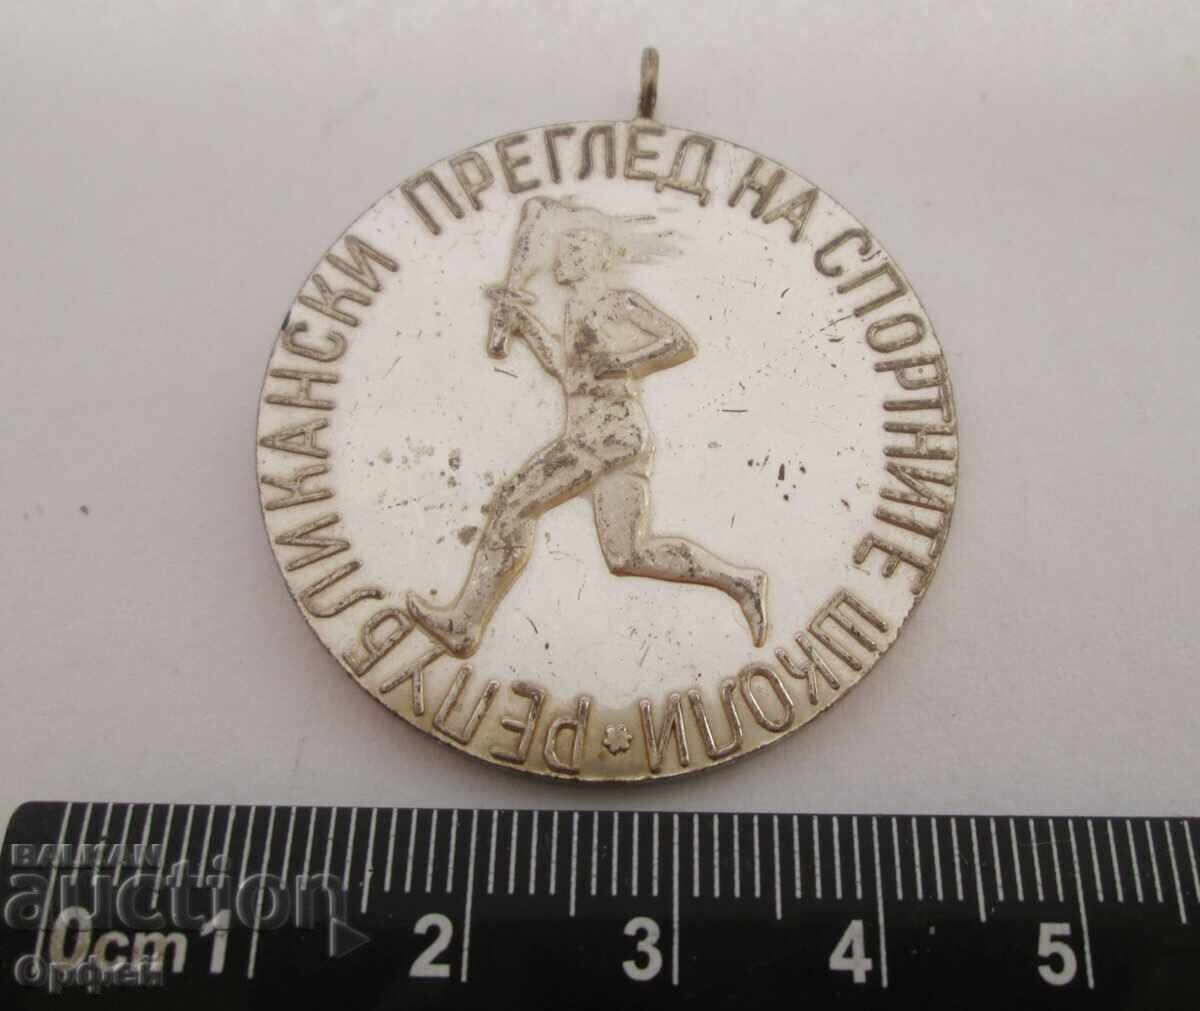 РЕПУБЛИКАНСКИ ПРЕГЛЕД НА СПОРТНИТЕ ШКОЛИ
BALKAN
auction
Орфей
0cm 1 2 3 4 5